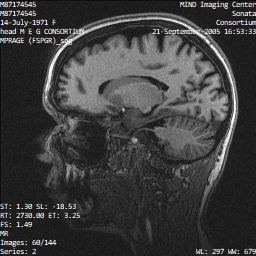 M87174545
M87174545
14-July-1971 F
head M E G CONSORTIUM
MPRAGE (FSPGR)_sag
MIND Imaging Center
Sonata
Consortium
21-September-2005 16:53:33
ST: 1.30 SL: -18.53
RT: 2730.00 ET: 3.25
FS: 1.49
MR
Images: 60/144
Series: 2
WL: 297 WW: 679